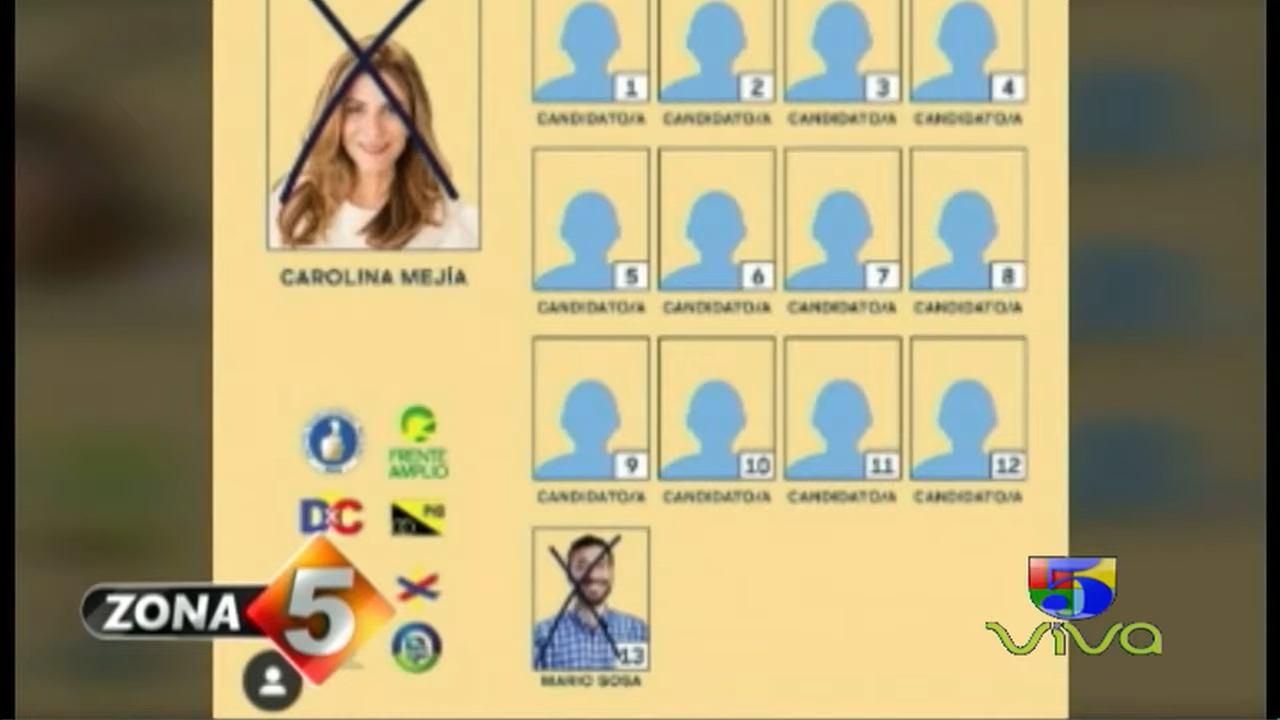 1
2
3
4
CANDIDATO/A
CANDIDATO/A
CANDIDATO/A
CANDIDATO/A
CAROLINA MEJÍA
5
6
7
8
CANDIDATO/A
CANDIDATO/A
CANDIDATO/A
CANDIDATO/A
9
10
11
12
CANDIDATO/A
CANDIDATO/A
CANDIDATO/A
CANDIDATO/A
FRENTE
AMPLIO
DXC
PQ
13
MARIO SOSA
ZONA 5
5
viva